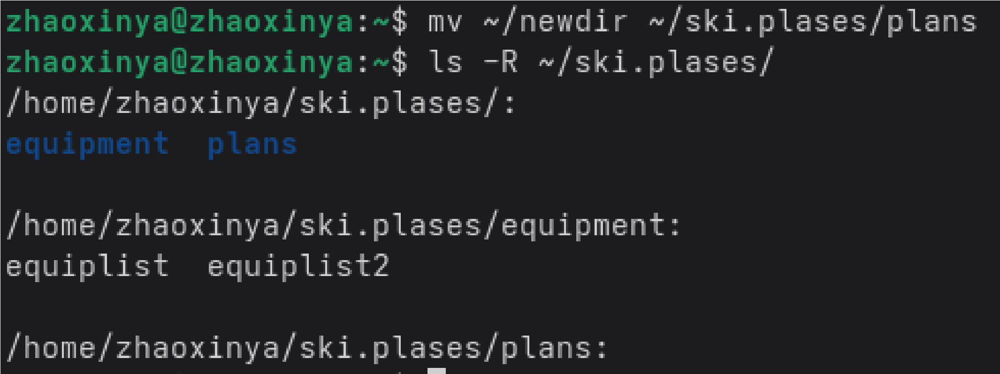 zhaoxinya@zhaoxinya:~$ mv ~/newdir ~/ski.plases/plans
zhaoxinya@zhaoxinya:~$ ls -R ~/ski.plases/
/home/zhaoxinya/ski.plases/:
equipment  plans
/home/zhaoxinya/ski.plases/equipment:
equiplist  equiplist2
/home/zhaoxinya/ski.plases/plans: